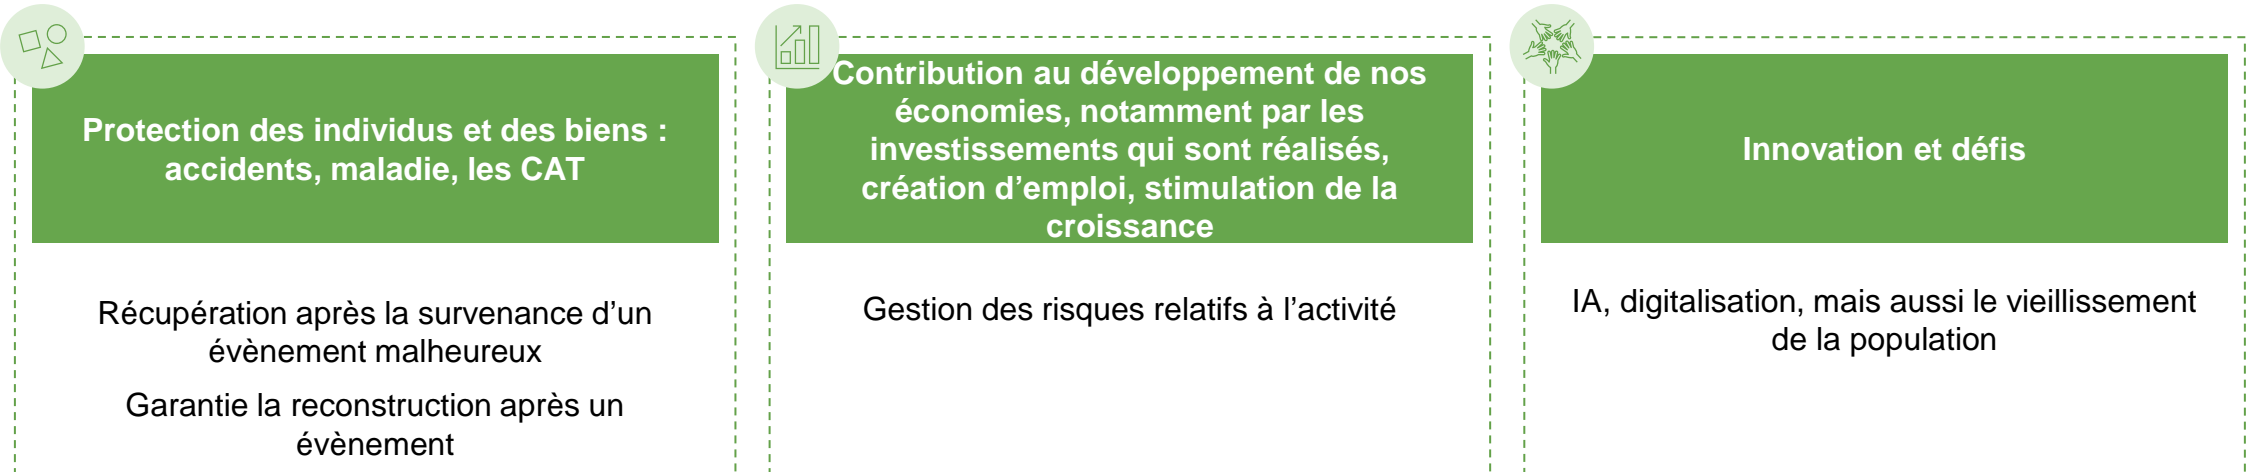 Protection des individus et des biens :
accidents, maladie, les CAT
Récupération après la survenance d’un
évènement malheureux
Garantie la reconstruction après un
évènement
Contribution au développement de nos
économies, notamment par les
investissements qui sont réalisés,
création d’emploi, stimulation de la
croissance
Gestion des risques relatifs à l’activité
Innovation et défis
IA, digitalisation, mais aussi le vieillissement
de la population